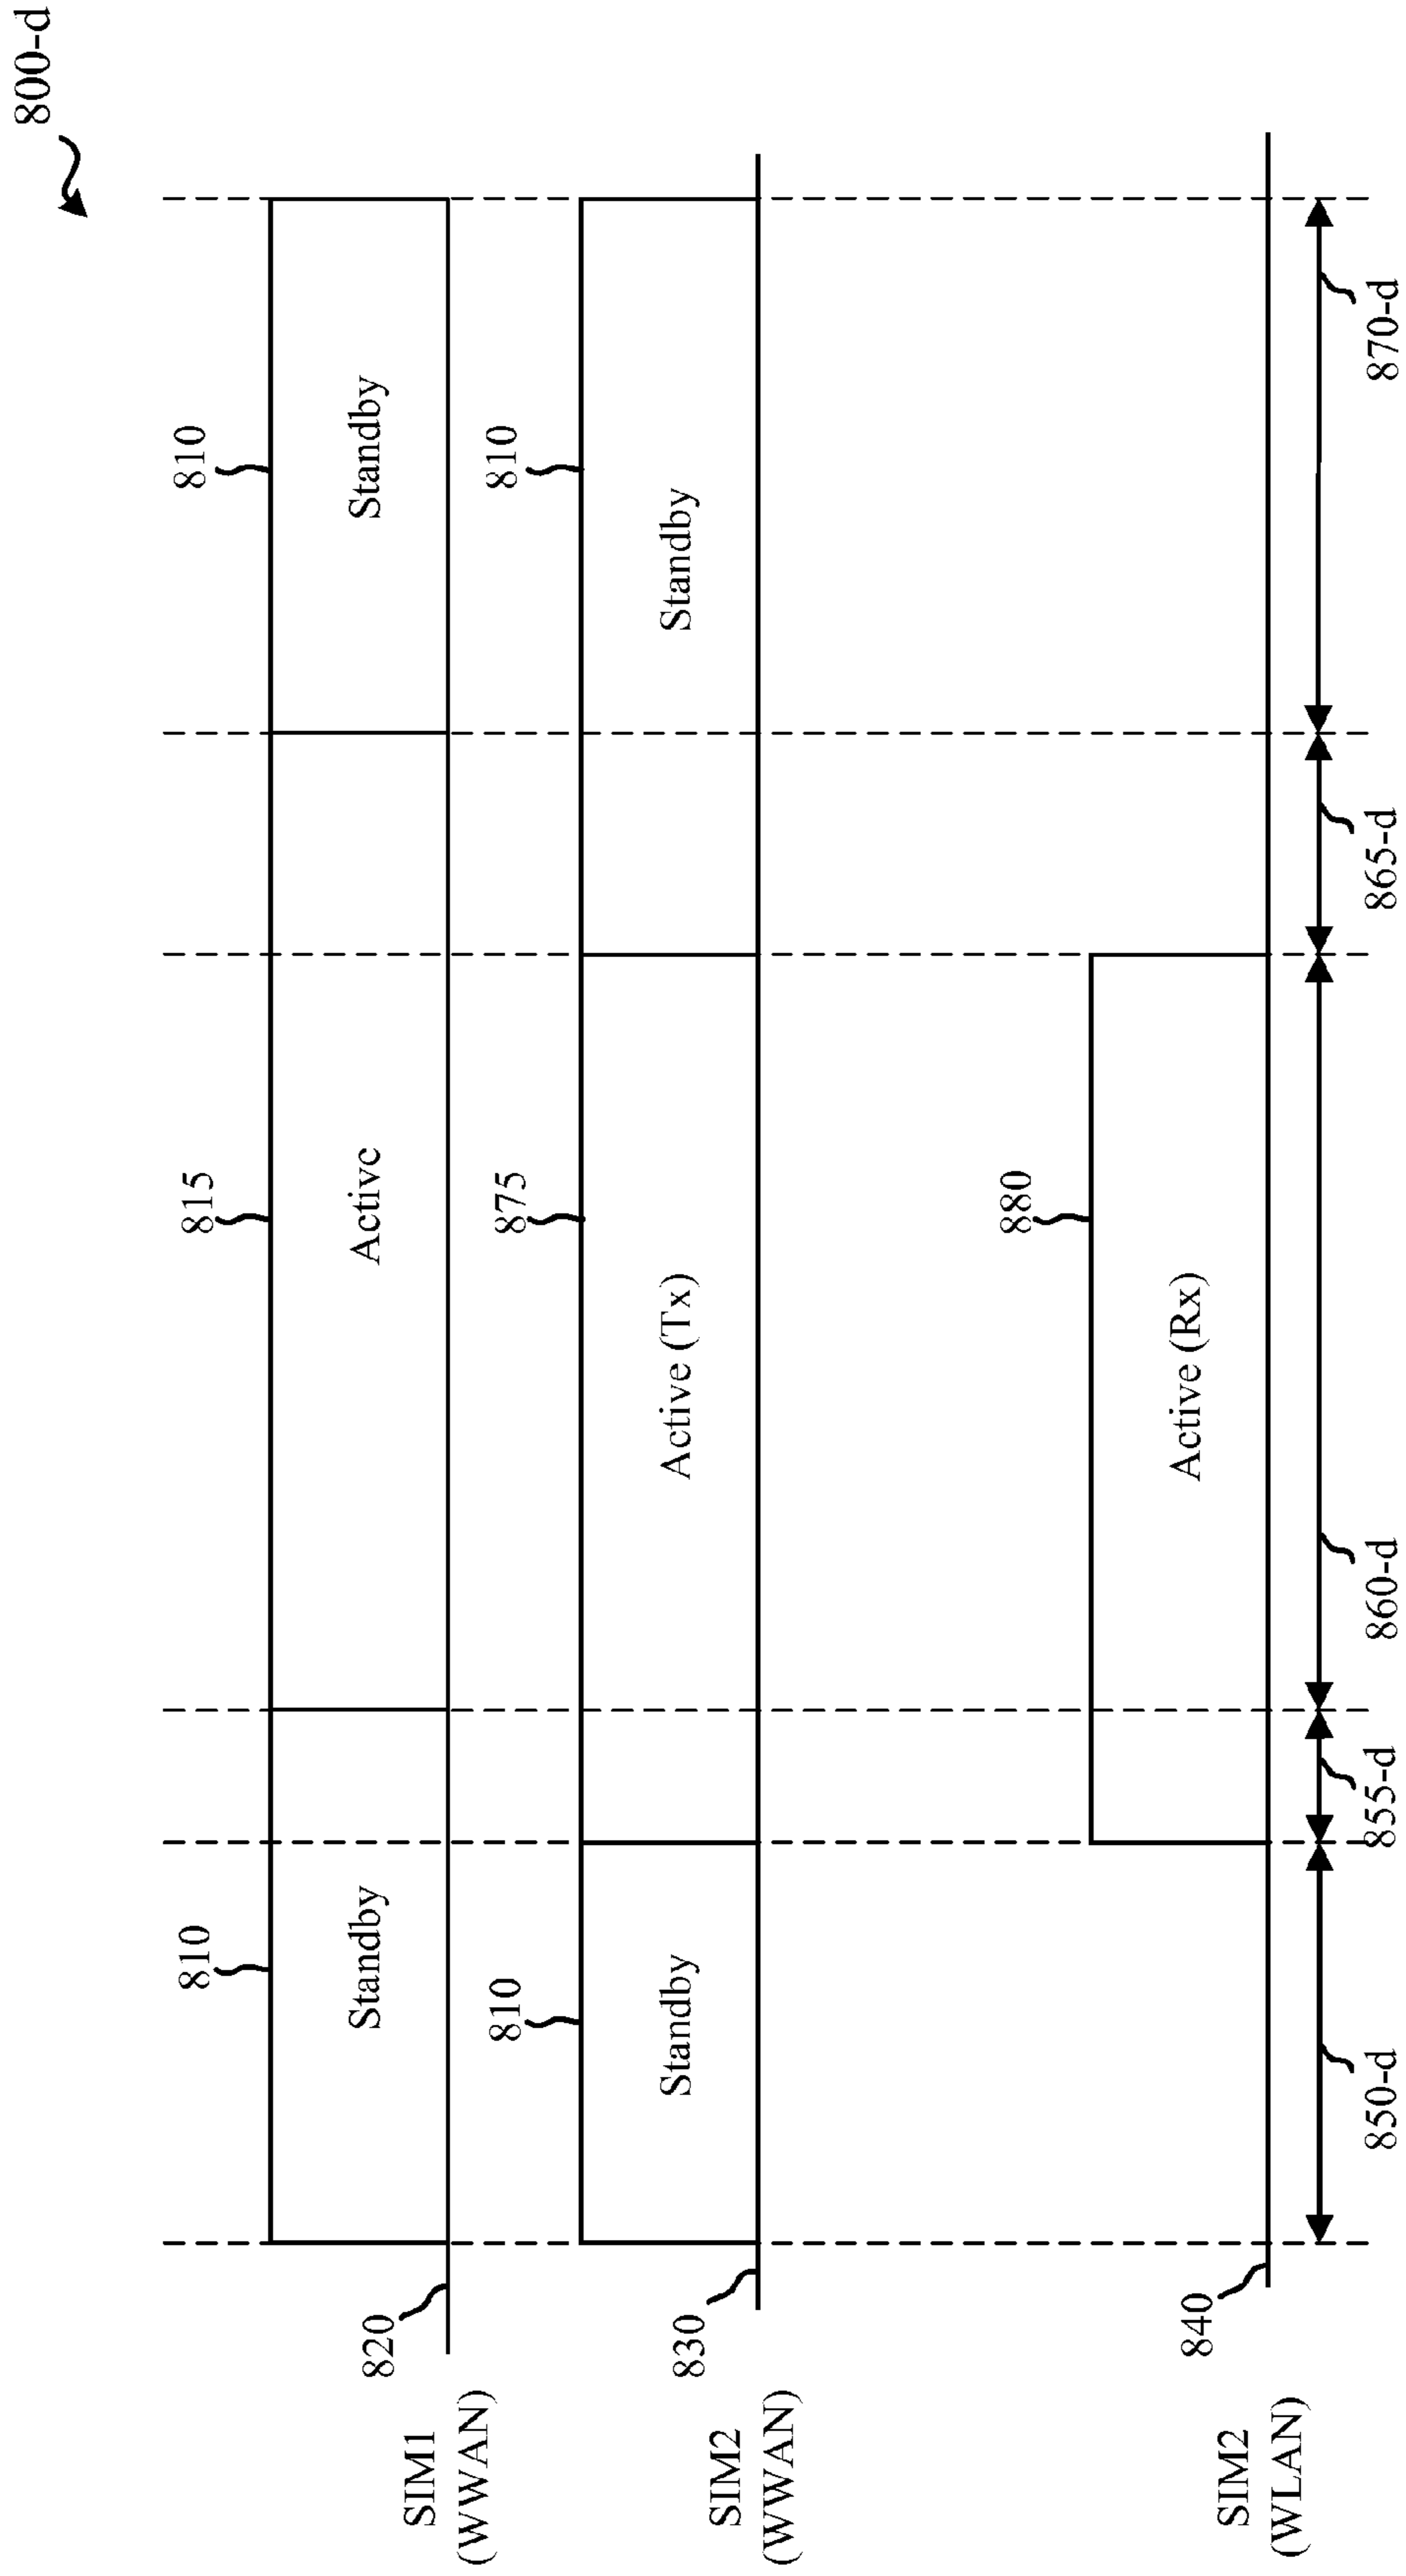 800-d
810
815
810
Standby
Activc
Standby
820
SIM1
(WWAN)
810
875
810
Standby
Active (Tx)
Standby
830
SIM2
(WWAN)
880
Active (Rx)
840
SIM2
(WLAN)
850-d
855-d
860-d
865-d
870-d